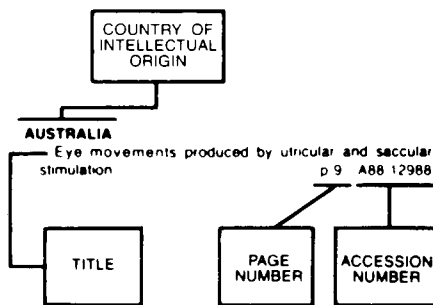 COUNTRY OF
INTELLECTUAL
ORIGIN
AUSTRALIA
Eye movements produced by utricular and saccular
stimulation p 9 A88 12988
TITLE
PAGE
NUMBER
ACCESSION
NUMBER